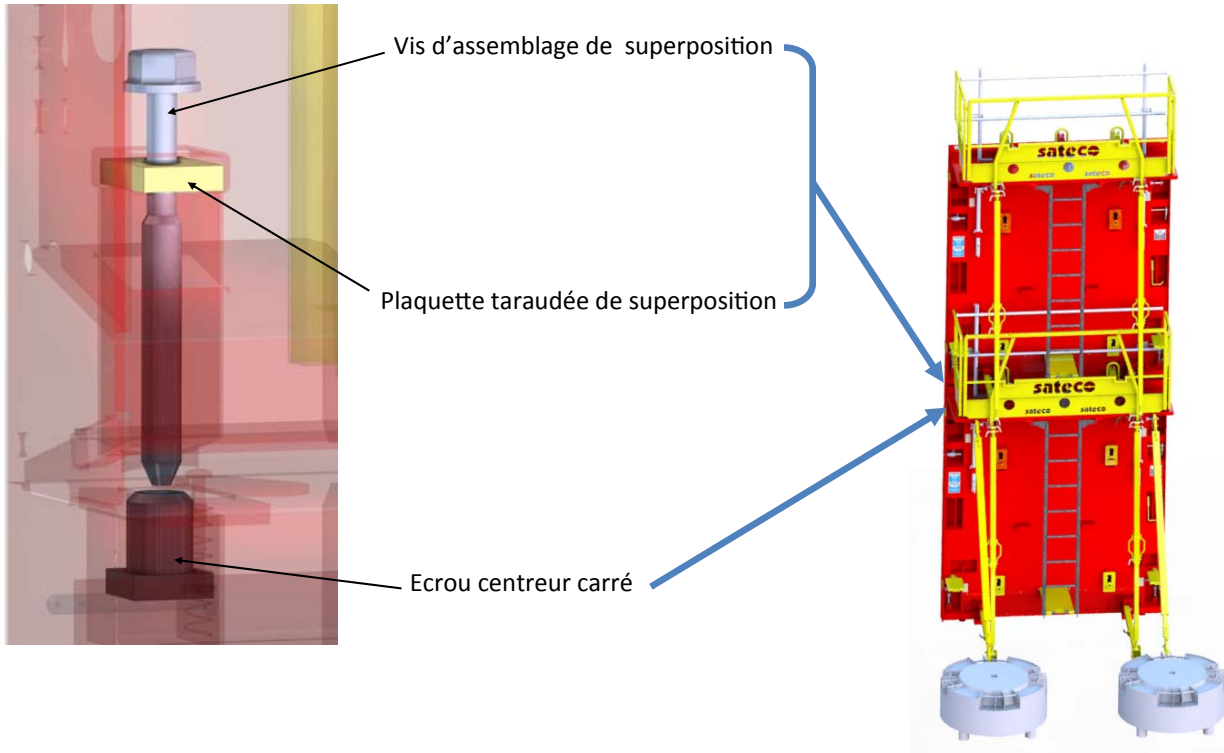 Vis d’assemblage de superposition
Plaquette taraudée de superposition
Ecrou centreur carré
sateco
sateco sateco
sateco
sateco sateco